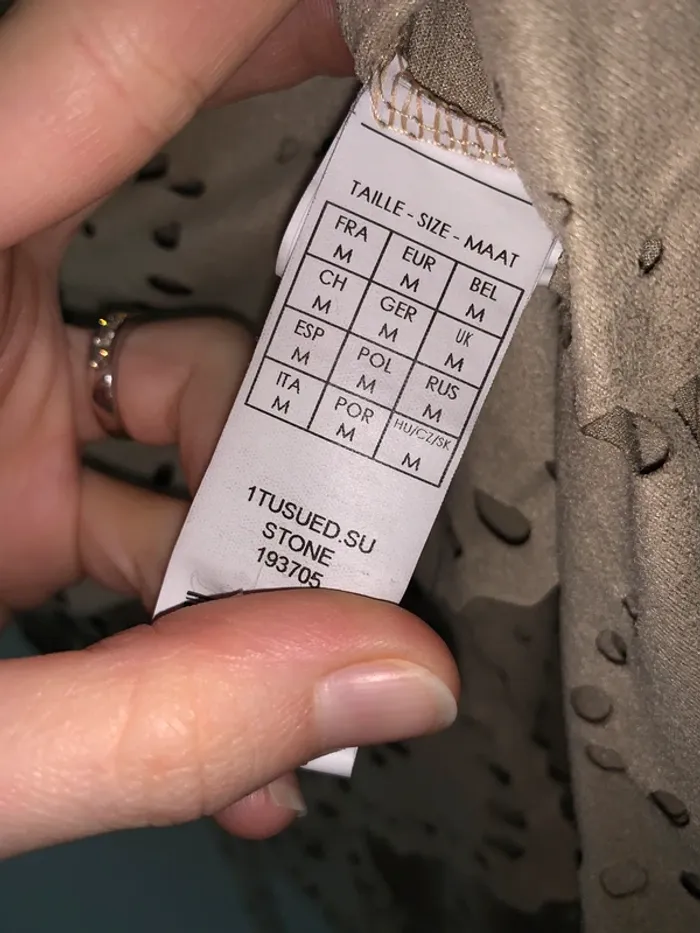 TAILLE - SIZE - MAAT
FRA EUR BEL
M M M
CH GER UK
M M M
ESP POL RUS
M M M
ITA POR HU/CZ/SK
M M M
1TUSUED.SU
STONE
193705